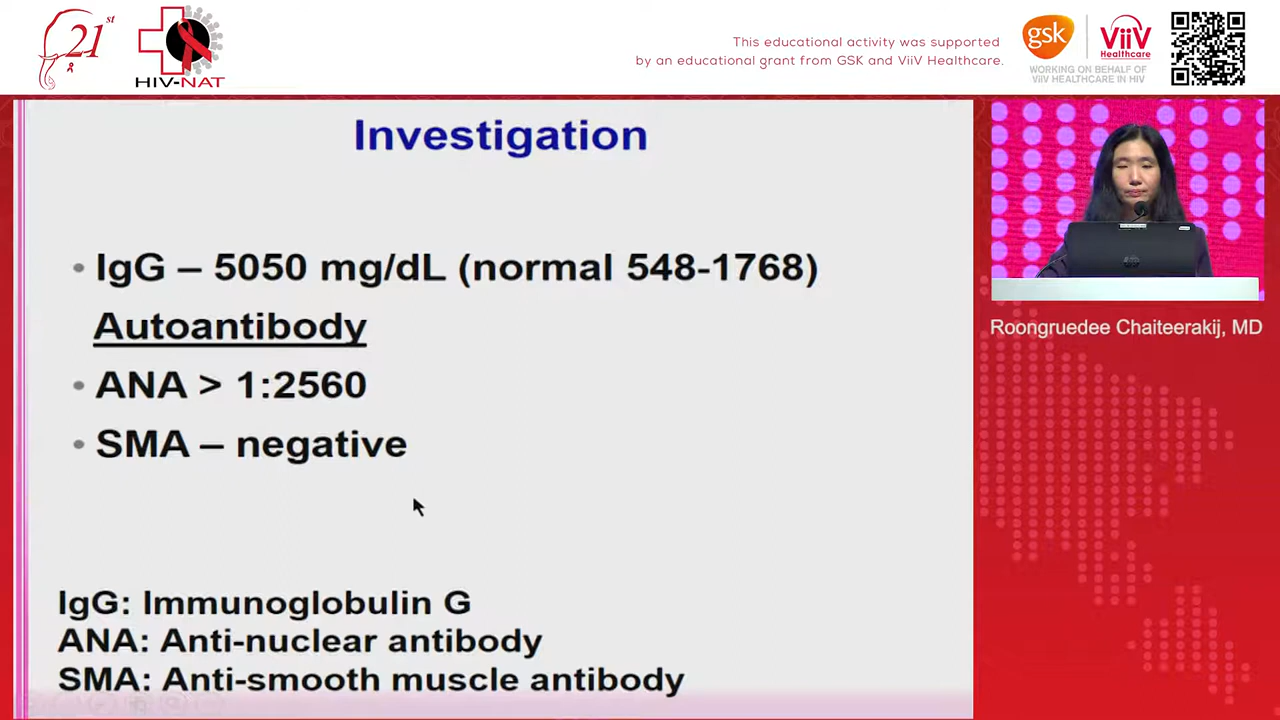 21st
HIV-NAT
This educational activity was supported
by an educational grant from GSK and ViiV Healthcare.
gsk
ViiV
Healthcare
WORKING ON BEHALF OF
ViiV HEALTHCARE IN HIV
Investigation
• IgG – 5050 mg/dL (normal 548-1768)
Autoantibody
• ANA > 1:2560
• SMA – negative
IgG: Immunoglobulin G
ANA: Anti-nuclear antibody
SMA: Anti-smooth muscle antibody
Roongruedee Chaiteerakij, MD